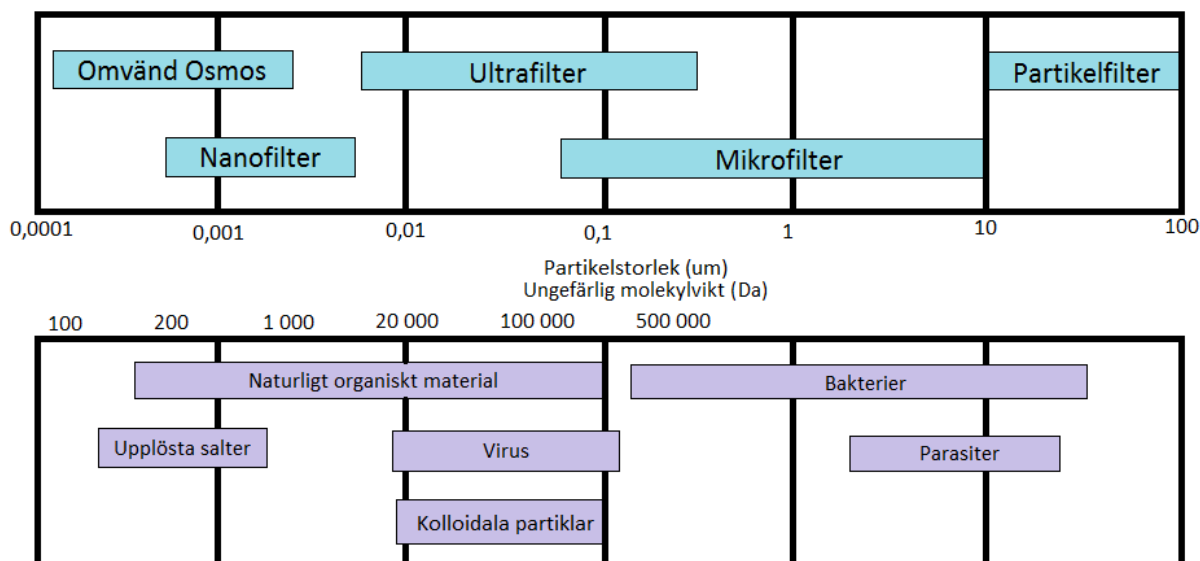 Omvänd Osmos
Ultrafilter
Partikelfilter
Nanofilter
Mikrofilter
0,0001
0,001
0,01
0,1
1
10
100
Partikelstorlek (um)
Ungefärlig molekylvikt (Da)
100
200
1 000
20 000
100 000
500 000
Naturligt organiskt material
Bakterier
Upplösta salter
Virus
Parasiter
Kolloidala partiklar